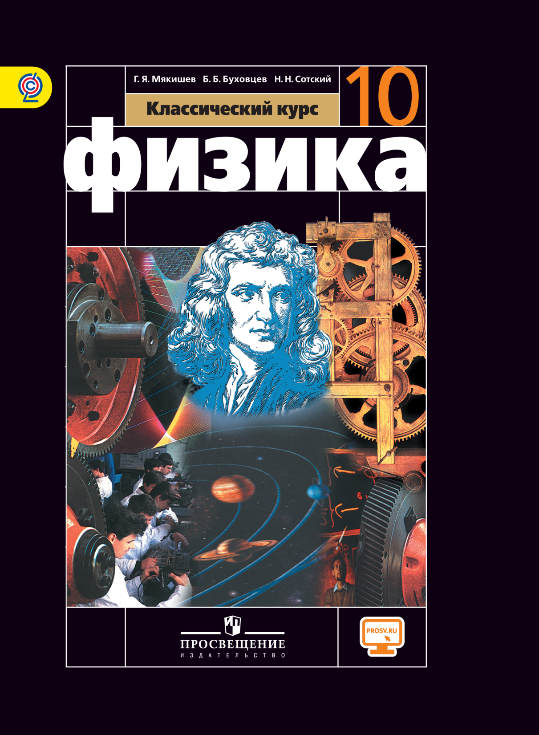 Г. Я. Мякишев Б. Б. Буховцев Н. Н. Сотский
Классический курс
10
физика
ПРОСВЕЩЕНИЕ
ИЗДАТЕЛЬСТВО
PROSV.RU